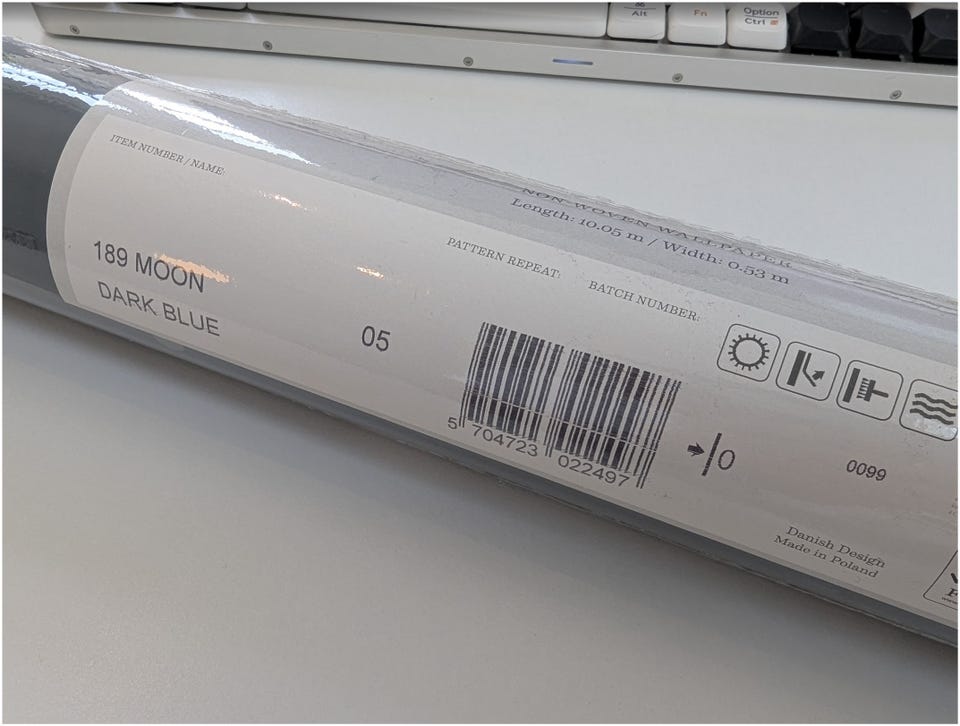 Alt
Fn
Option
Ctrl
ITEM NUMBER / NAME:
189 MOON
DARK BLUE
05
NON-WOVEN WALLPAPER
Length: 10.05 m / Width: 0.53 m
PATTERN REPEAT:
BATCH NUMBER:
5 704723 022497
0
0099
Danish Design
Made in Poland